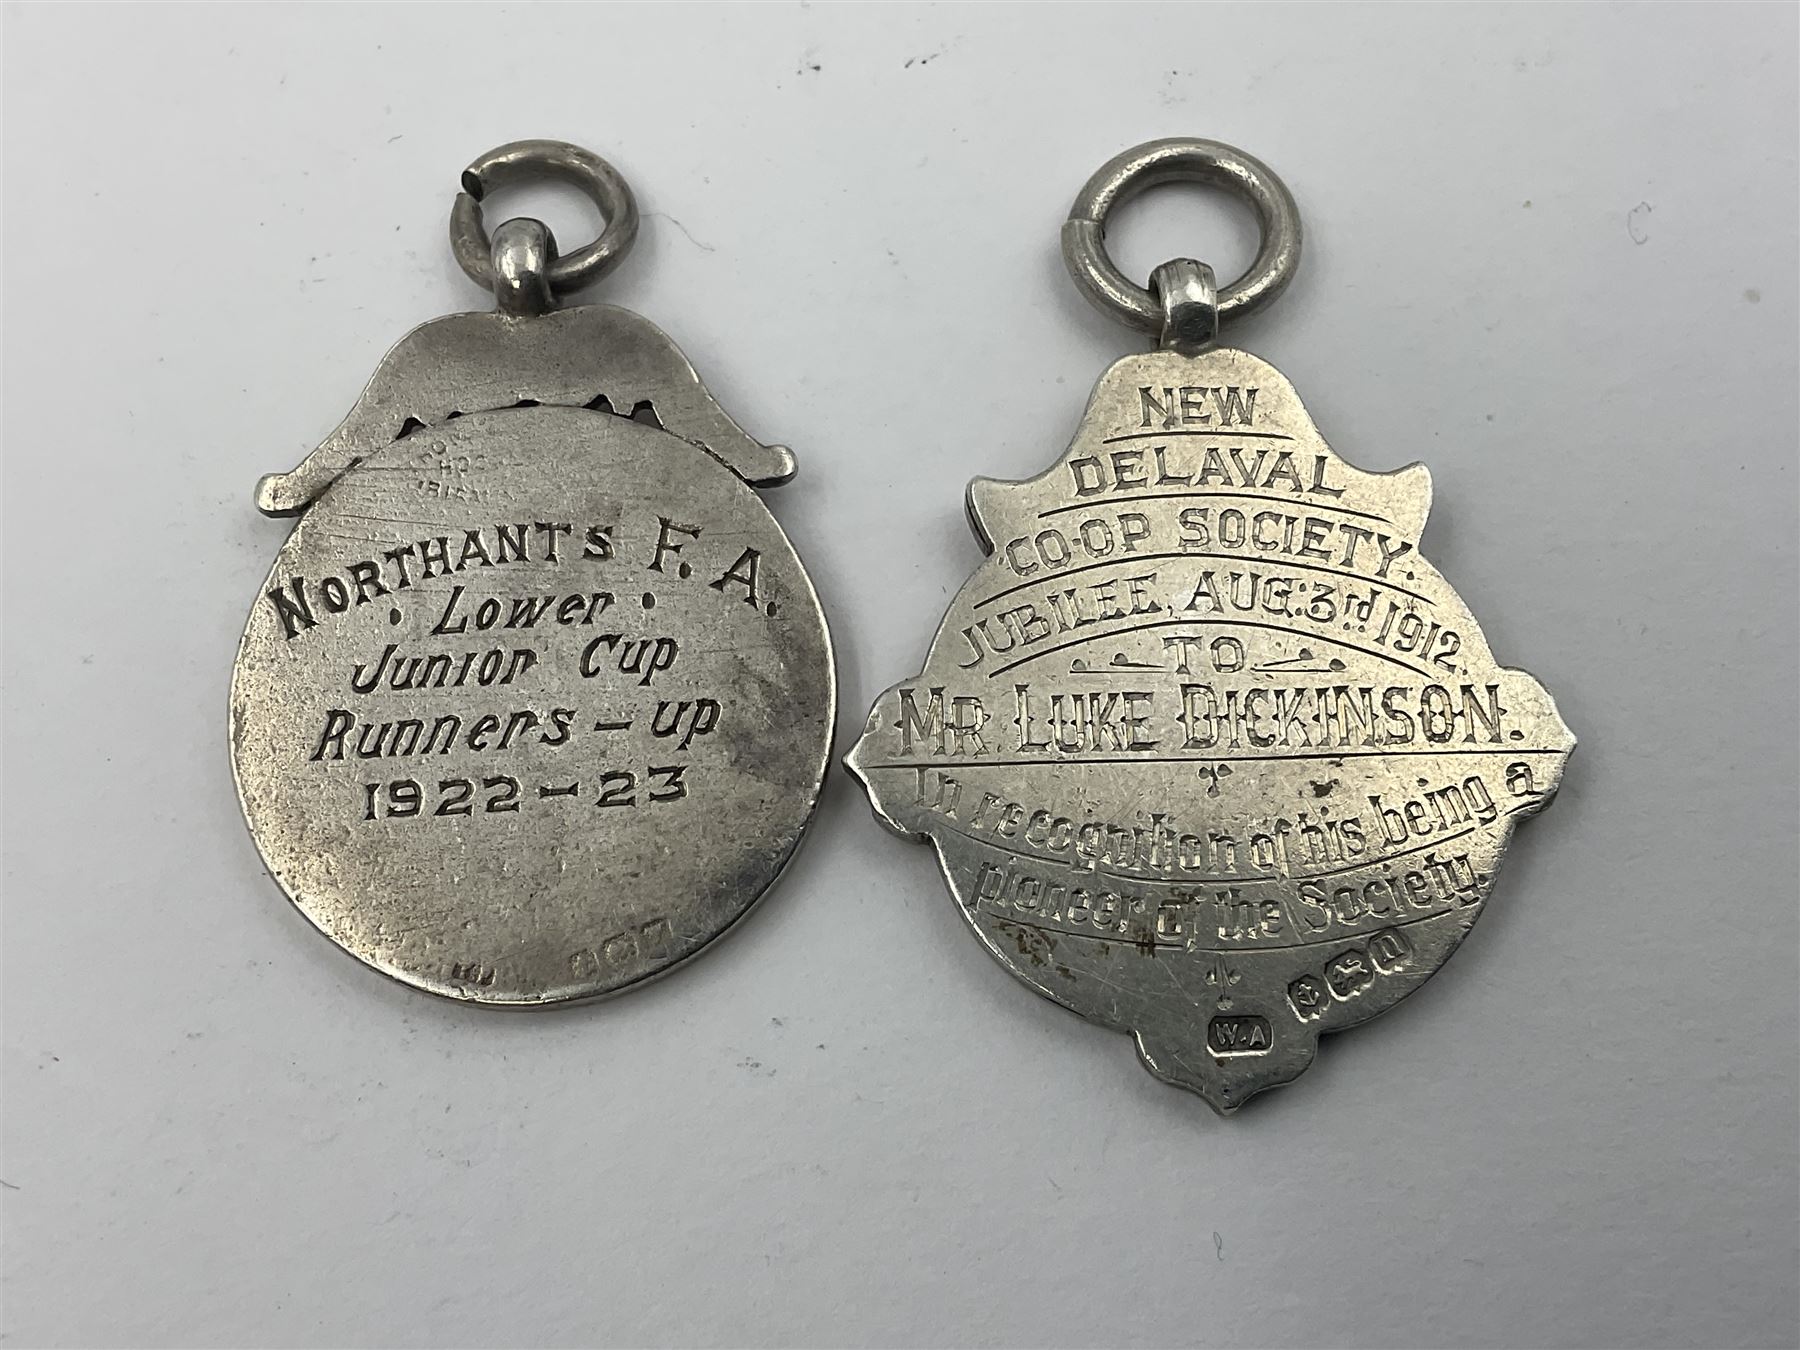 NORTHANTS F. A.
. Lower .
Junior Cup
Runners - up
1922 - 23
NEW
DELAVAL
CO-OP SOCIETY.
JUBILEE, AUG: 3rd 1912.
TO
MR. LUKE DICKINSON.
In recognition of his being a
pioneer of the Society.
W.A